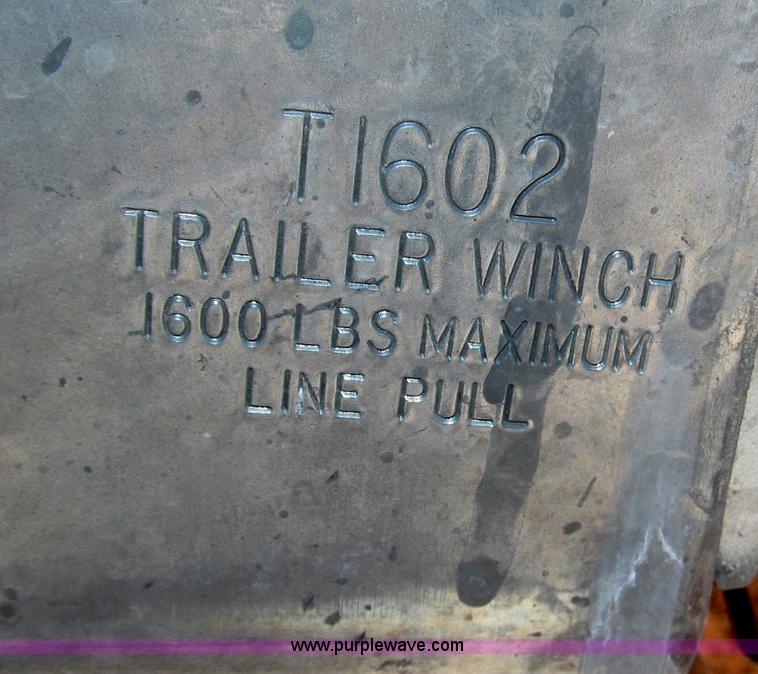 T1602
TRAILER WINCH
1600 LBS MAXIMUM
LINE PULL
www.purplewave.com